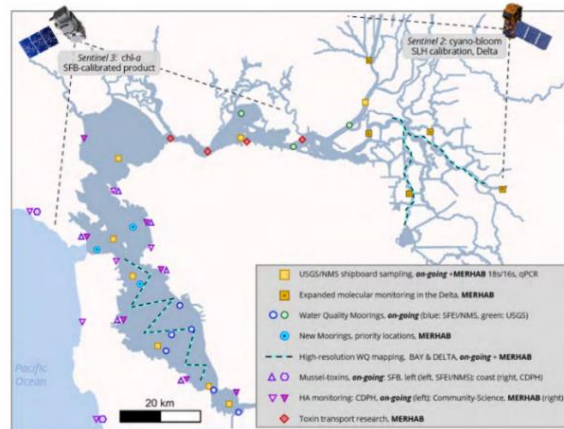 Sentinel 3: chl-a
SFB-calibrated product
Sentinel 2: cyano-bloom
SLH calibration, Delta
USGS/NMS shipboard sampling, on-going + MERHAB 18s/16s, qPCR
Expanded molecular monitoring in the Delta, MERHAB
Water Quality Moorings, on-going (blue: SFEI/NMS, green: USGS)
New Moorings, priority locations, MERHAB
High-resolution WQ mapping, BAY & DELTA, on-going + MERHAB
Mussel-toxins, on-going: SFB, left (left, SFEI/NMS); coast (right, CDPH)
HA monitoring: CDPH, on-going (left); Community-Science, MERHAB (right)
Toxin transport research, MERHAB
Pacific
Ocean
20 km